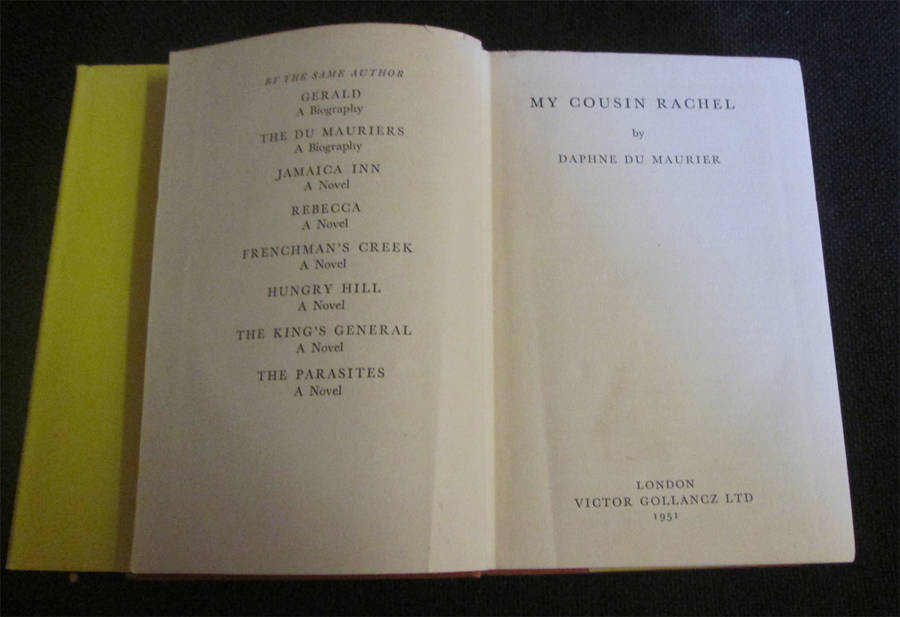 BY THE SAME AUTHOR
GERALD
A Biography
THE DU MAURIERS
A Biography
JAMAICA INN
A Novel
REBECCA
A Novel
FRENCHMAN'S CREEK
A Novel
HUNGRY HILL
A Novel
THE KING'S GENERAL
A Novel
THE PARASITES
A Novel
MY COUSIN RACHEL
by
DAPHNE DU MAURIER
LONDON
VICTOR GOLLANCZ LTD
1951